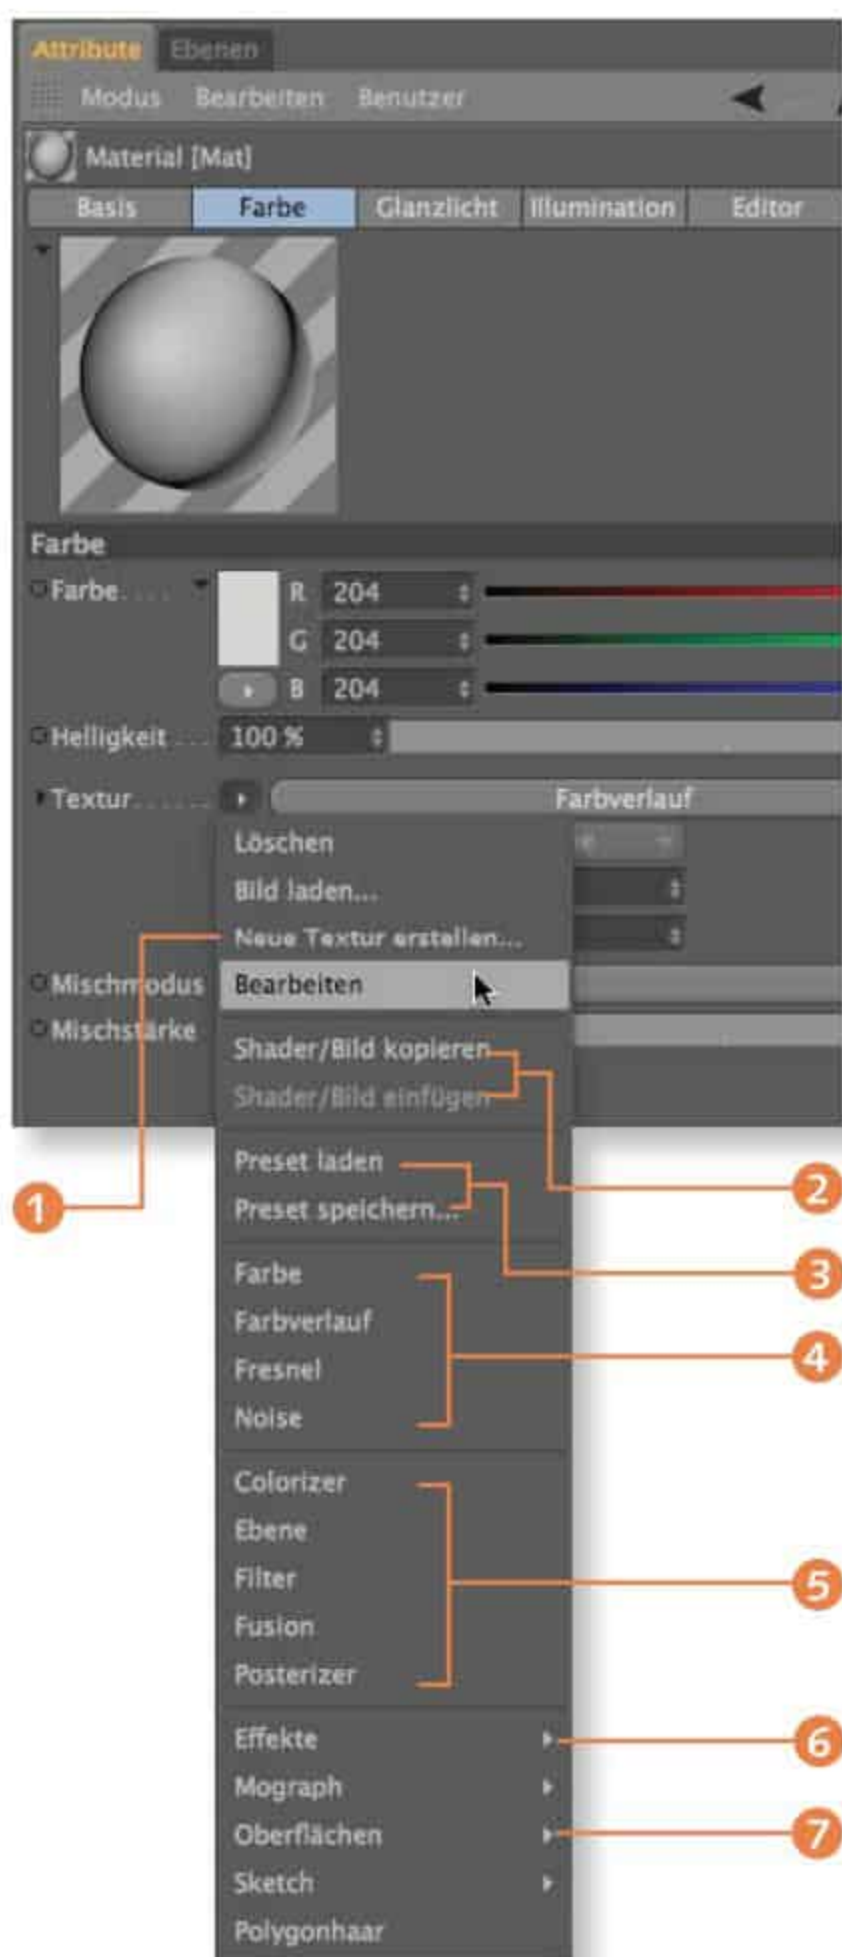 Attribute Ebenen
Modus Bearbeiten Benutzer
Material [Mat]
Basis Farbe Glanzlicht Illumination Editor
Farbe
Farbe.... R 204
G 204
B 204
Helligkeit ... 100 %
Textur...... Farbverlauf
Löschen
Bild laden...
Neue Textur erstellen...
Mischmodus Bearbeiten
Mischstärke
Shader/Bild kopieren
Shader/Bild einfügen
Preset laden
2
1 Preset speichern...
Farbe 3
Farbverlauf
4
Fresnel
Noise
Colorizer
Ebene
Filter 5
Fusion
Posterizer
Effekte 6
Mograph
Oberflächen 7
Sketch
Polygonhaar